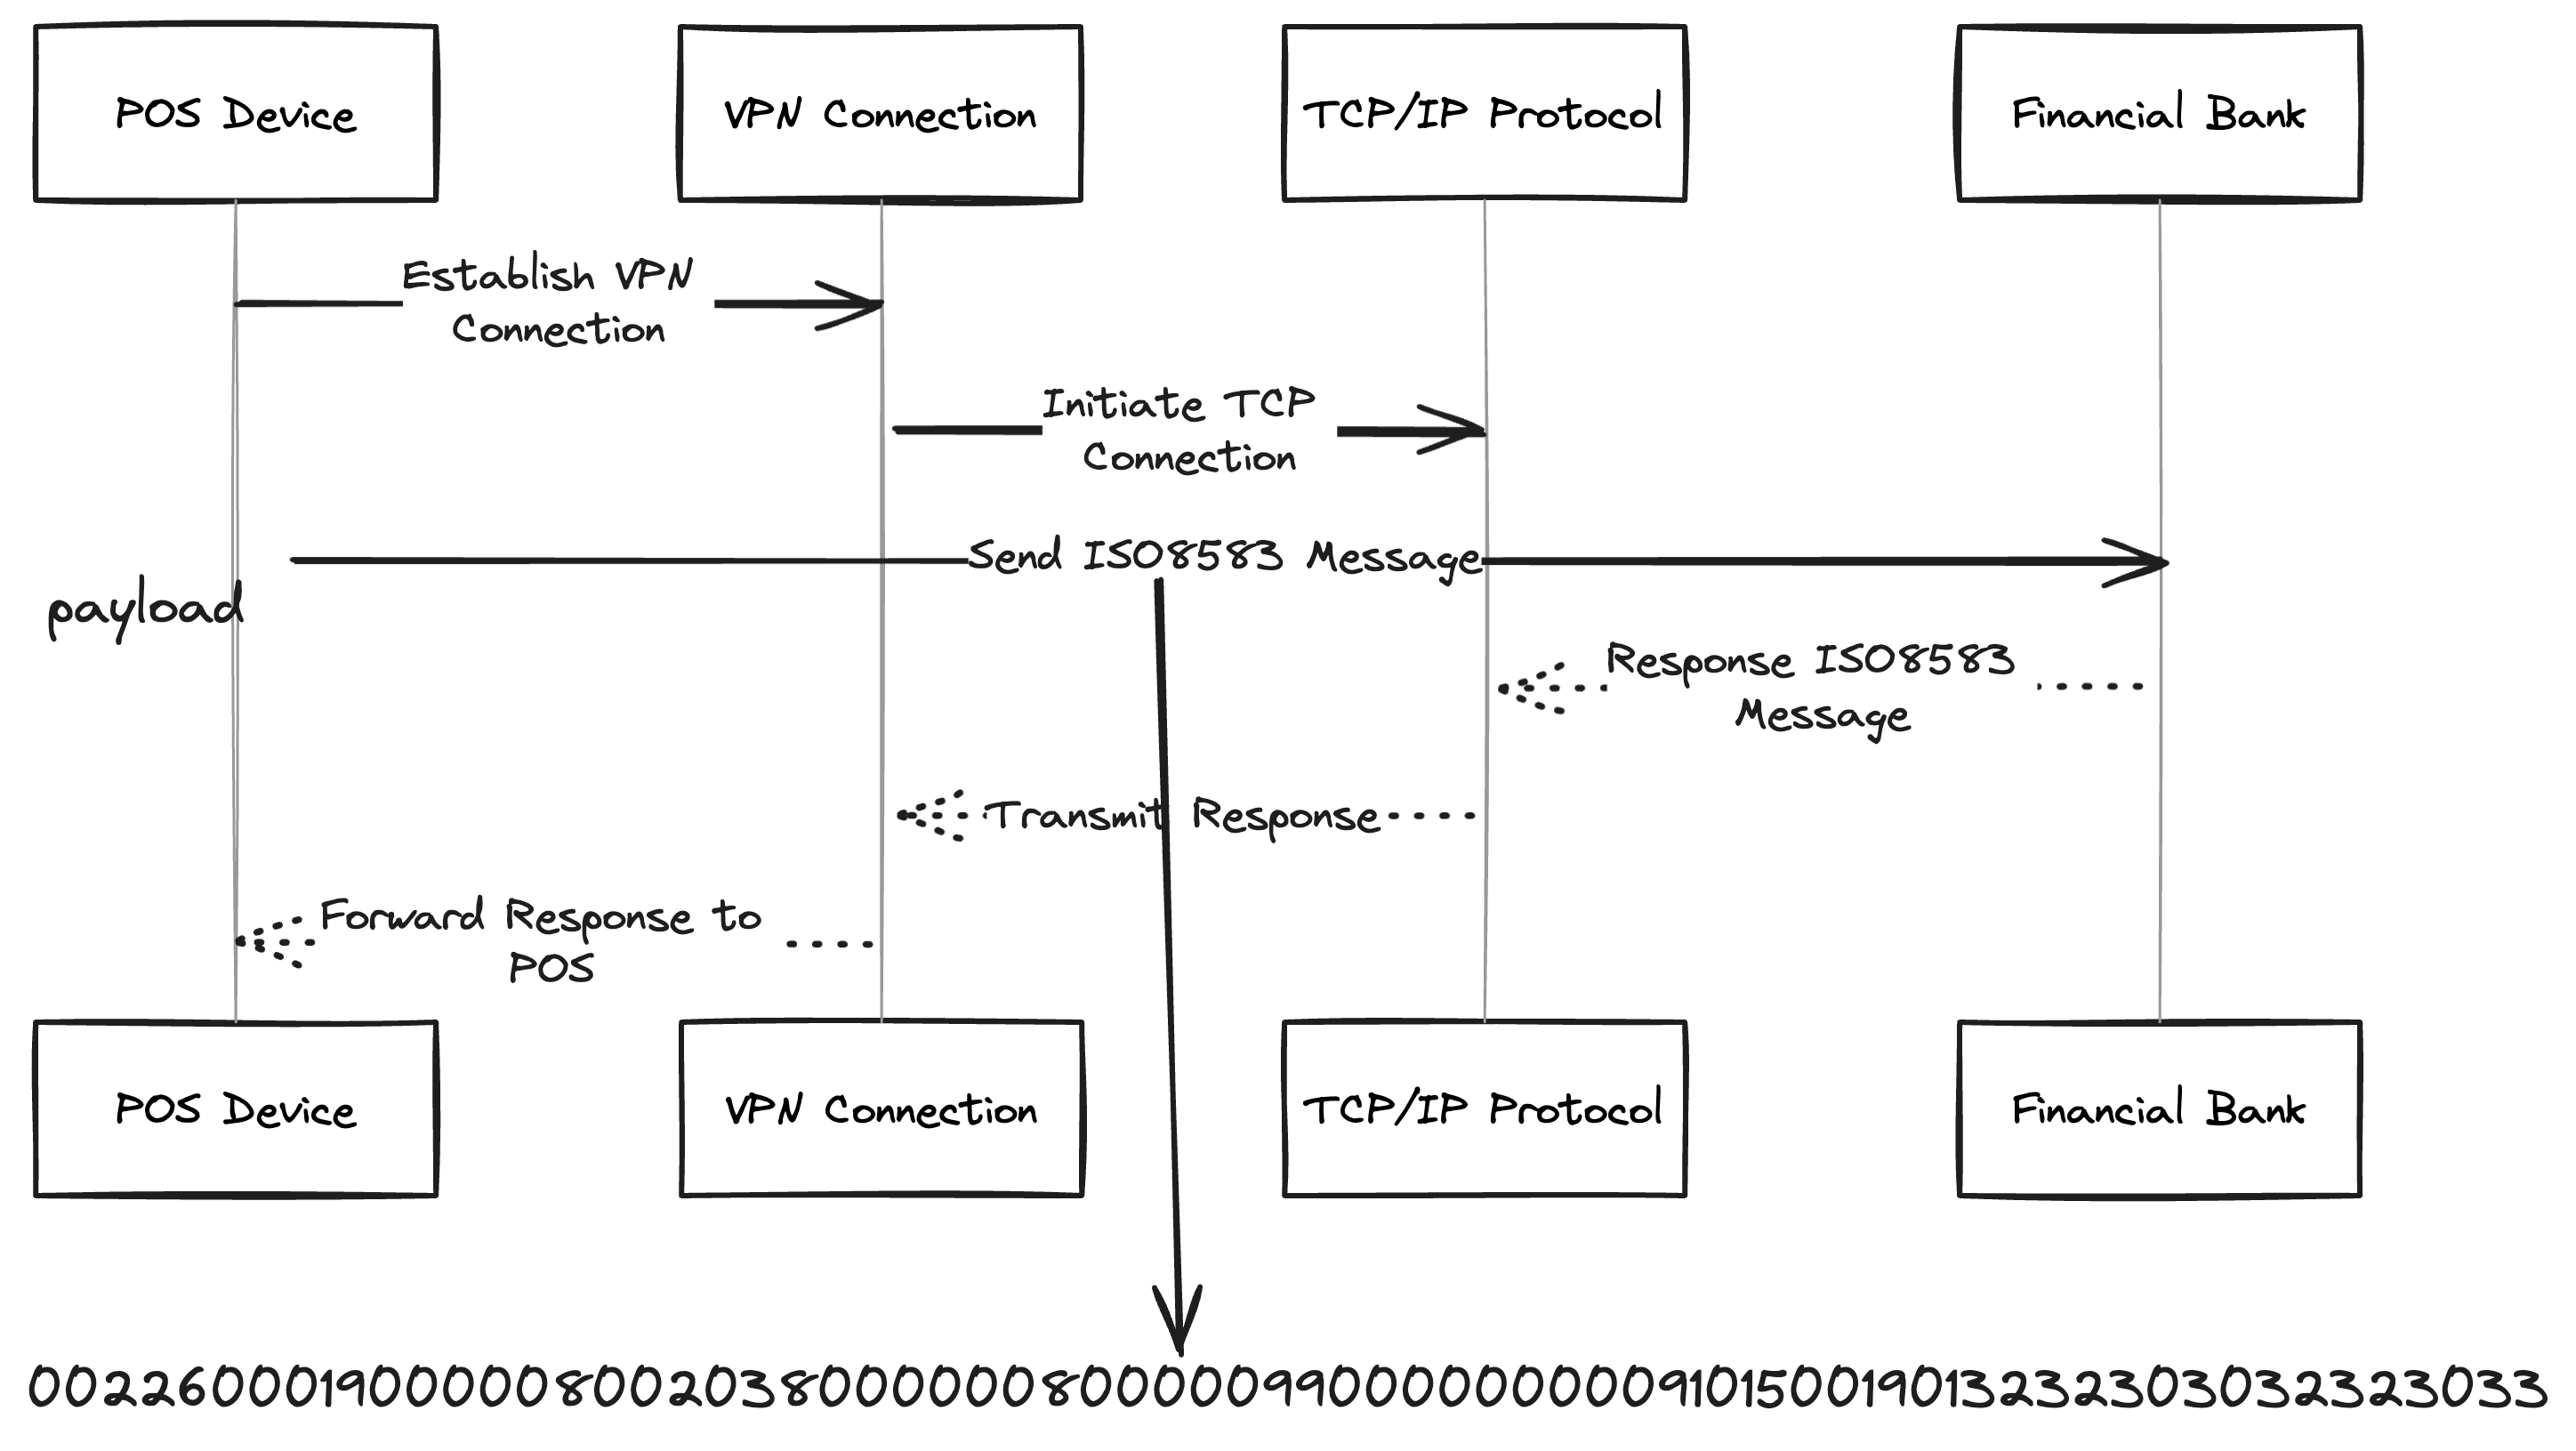 POS Device
VPN Connection
TCP/IP Protocol
Financial Bank
Establish VPN
Connection
Initiate TCP
Connection
Send ISO8583 Message
payload
Response ISO8583
Message
Transmit Response
Forward Response to
POS
POS Device
VPN Connection
TCP/IP Protocol
Financial Bank
002260001900000800203800000080000099000000000910150019013232303032323033